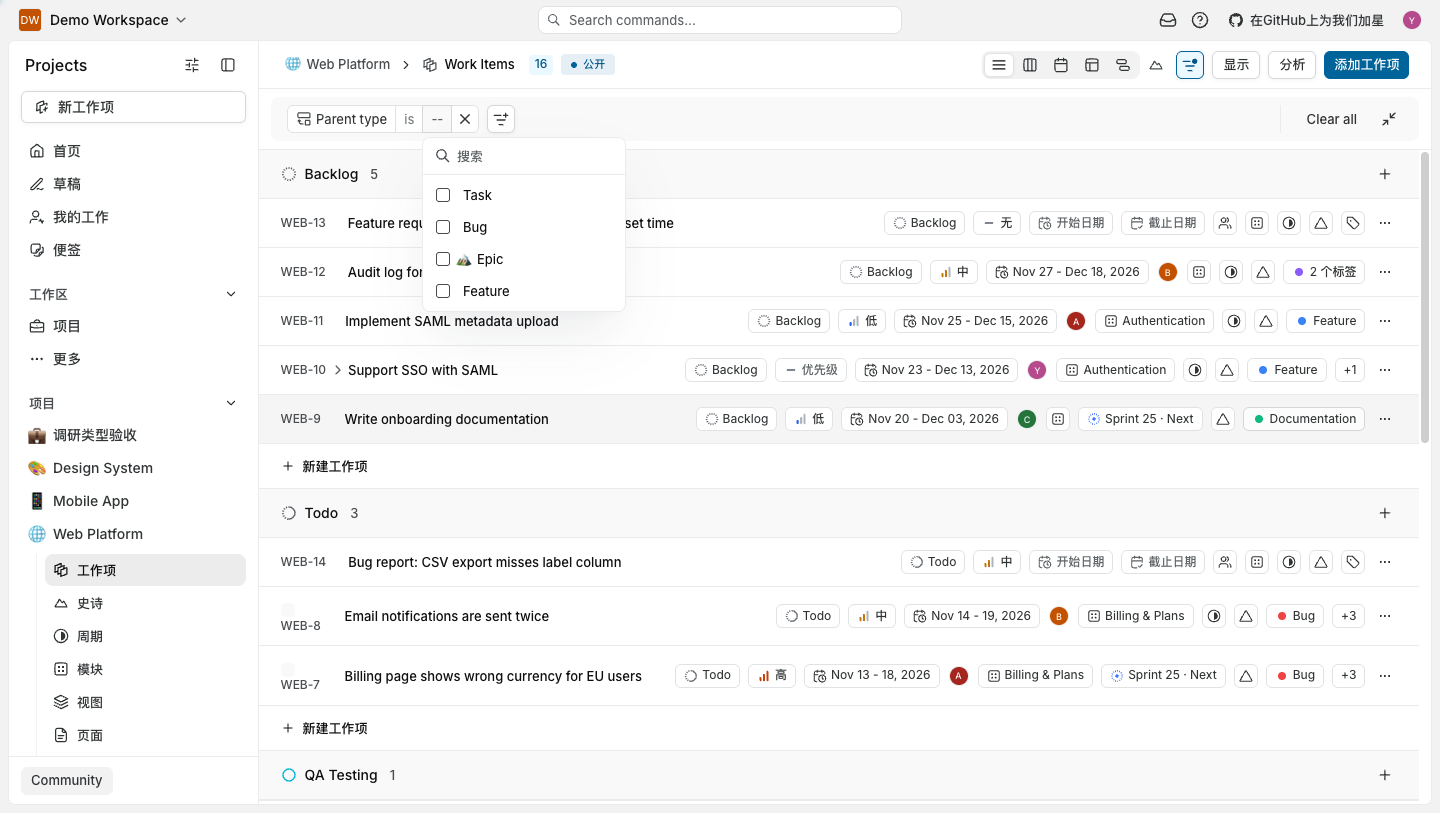 DW Demo Workspace
Search commands...
在GitHub上为我们加星
Y
Projects
新工作项
首页
草稿
我的工作
便签
工作区
项目
更多
项目
调研类型验收
Design System
Mobile App
Web Platform
工作项
史诗
周期
模块
视图
页面
Community
Web Platform
Work Items
16
公开
显示
分析
添加工作项
Parent type is --
Clear all
搜索
Task
Bug
Epic
Feature
Backlog 5
WEB-13 Feature requ set time Backlog 无 开始日期 截止日期
WEB-12 Audit log for Backlog 中 Nov 27 - Dec 18, 2026 B 2 个标签
WEB-11 Implement SAML metadata upload Backlog 低 Nov 25 - Dec 15, 2026 A Authentication Feature
WEB-10 Support SSO with SAML Backlog 优先级 Nov 23 - Dec 13, 2026 Y Authentication Feature +1
WEB-9 Write onboarding documentation Backlog 低 Nov 20 - Dec 03, 2026 C Sprint 25 · Next Documentation
新建工作项
Todo 3
WEB-14 Bug report: CSV export misses label column Todo 中 开始日期 截止日期
WEB-8 Email notifications are sent twice Todo 中 Nov 14 - 19, 2026 B Billing & Plans Bug +3
WEB-7 Billing page shows wrong currency for EU users Todo 高 Nov 13 - 18, 2026 A Billing & Plans Sprint 25 · Next Bug +3
新建工作项
QA Testing 1